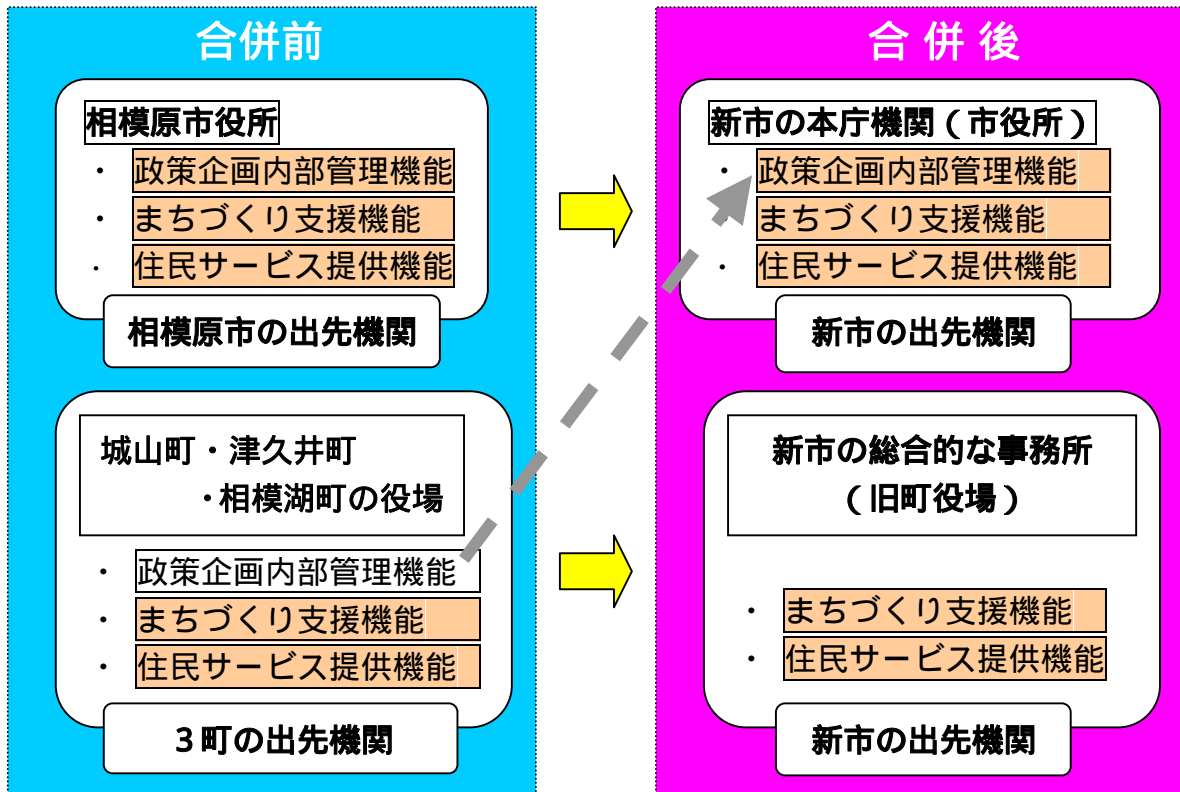 合併前
相模原市役所
・ 政策企画内部管理機能
・ まちづくり支援機能
・ 住民サービス提供機能
相模原市の出先機関
城山町・津久井町
・相模湖町の役場
・ 政策企画内部管理機能
・ まちづくり支援機能
・ 住民サービス提供機能
3町の出先機関
合 併 後
新市の本庁機関（市役所）
・ 政策企画内部管理機能
・ まちづくり支援機能
・ 住民サービス提供機能
新市の出先機関
新市の総合的な事務所
（旧町役場）
・ まちづくり支援機能
・ 住民サービス提供機能
新市の出先機関